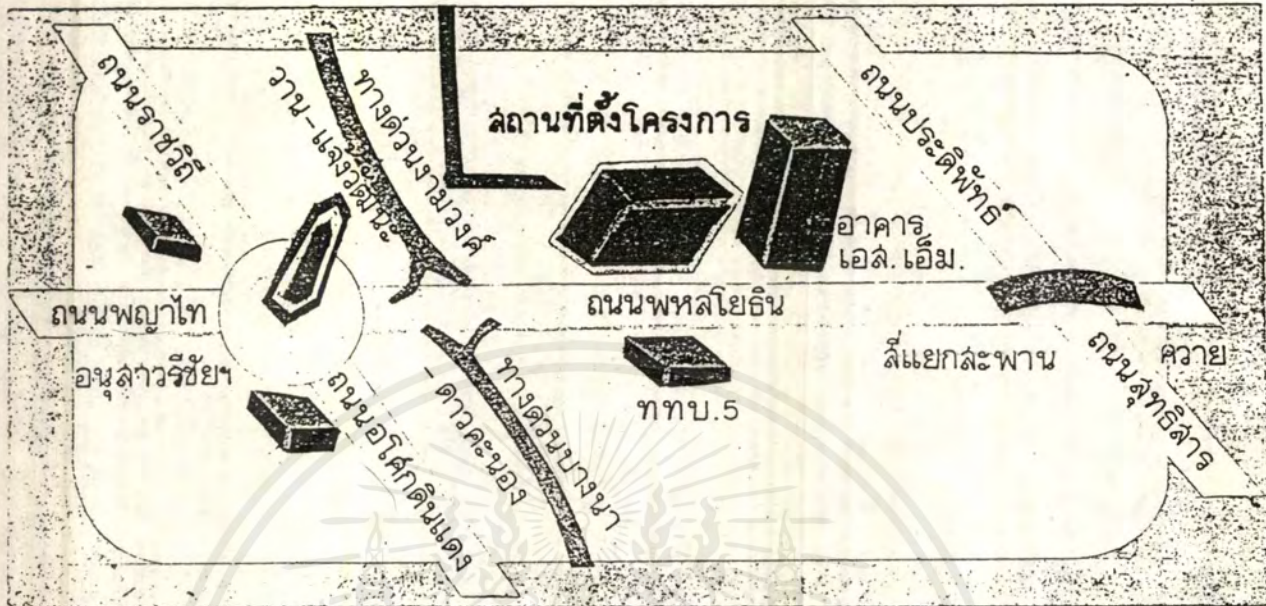 ถนนราชวิถี
ทางด่วนงามวงศ์
วาน-แจ้งวัฒนะ
สถานที่ตั้งโครงการ
ถนนประดิพัทธ์
อาคาร
เอส.เอ็ม.
ถนนพญาไท
ถนนพหลโยธิน
อนุสาวรีชัยฯ
ถนนอโศกดินแดง
ทางด่วนบางนา
- ดาวคะนอง
ททบ.5
สี่แยกสะพาน
ควาย
ถนนสุทธิสาร